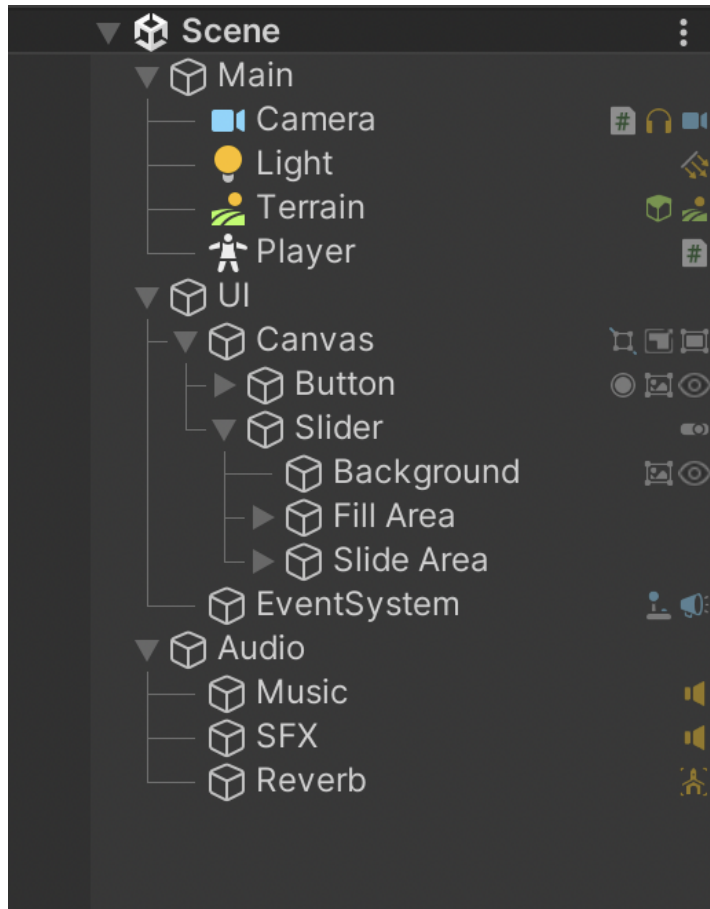 Scene
Main
Camera
Light
Terrain
Player
UI
Canvas
Button
Slider
Background
Fill Area
Slide Area
EventSystem
Audio
Music
SFX
Reverb